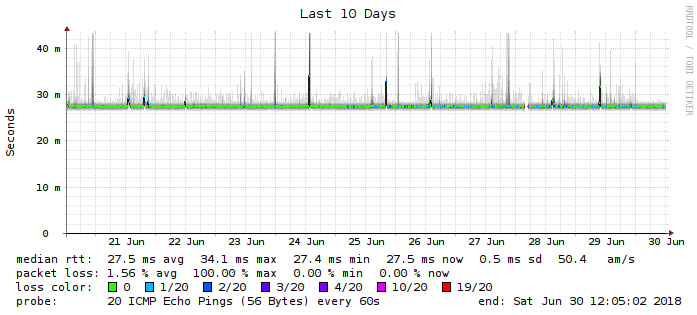 Last 10 Days
RRDTOOL / TOBI OETIKER
Seconds
40 m
30 m
20 m
10 m
0
21 Jun 22 Jun 23 Jun 24 Jun 25 Jun 26 Jun 27 Jun 28 Jun 29 Jun 30 Jun
median rtt: 27.5 ms avg 34.1 ms max 27.4 ms min 27.5 ms now 0.5 ms sd 50.4 am/s
packet loss: 1.56 % avg 100.00 % max 0.00 % min 0.00 % now
loss color: 0 1/20 2/20 3/20 4/20 10/20 19/20
probe: 20 ICMP Echo Pings (56 Bytes) every 60s end: Sat Jun 30 12:05:02 2018